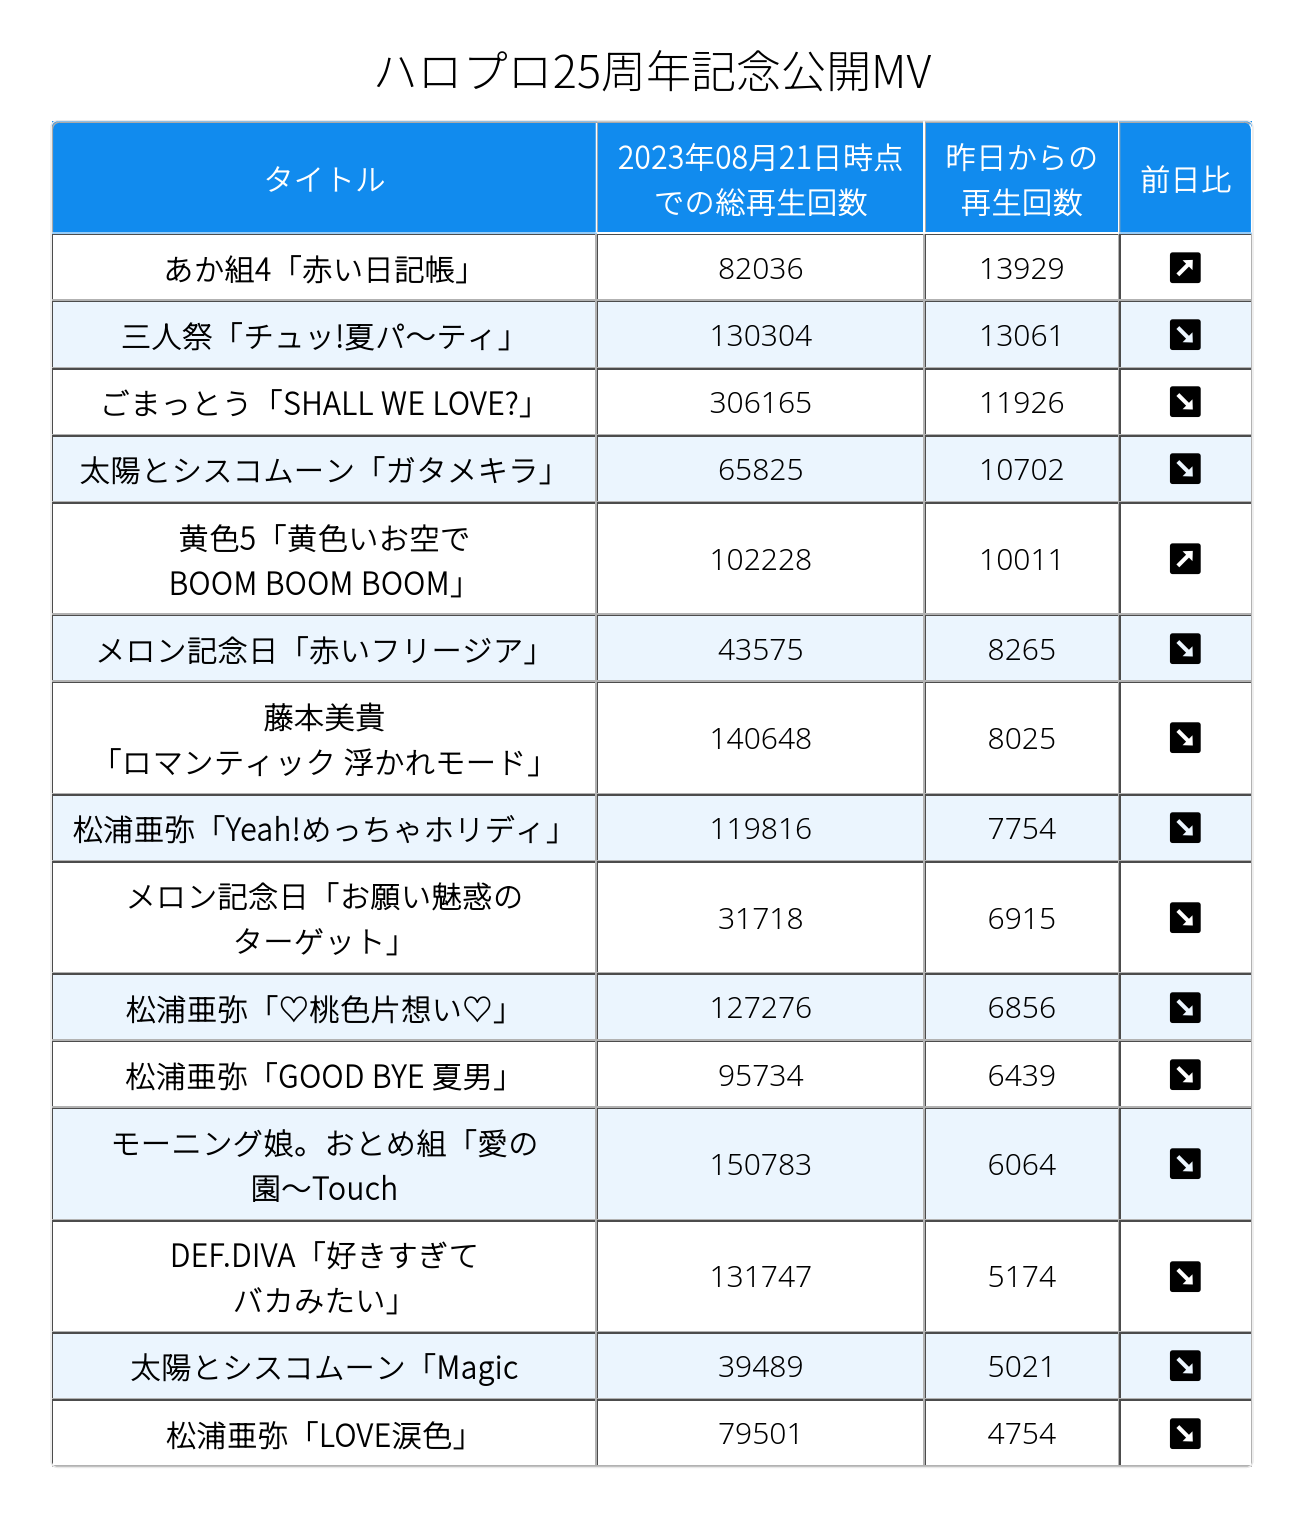 ハロプロ25周年記念公開MV
タイトル
2023年08月21日時点
での総再生回数
昨日からの
再生回数
前日比
あか組4「赤い日記帳」
82036
13929
三人祭「チュッ!夏パ〜ティ」
130304
13061
ごまっとう「SHALL WE LOVE?」
306165
11926
太陽とシスコムーン「ガタメキラ」
65825
10702
黄色5「黄色いお空で
BOOM BOOM BOOM」
102228
10011
メロン記念日「赤いフリージア」
43575
8265
藤本美貴
「ロマンティック 浮かれモード」
140648
8025
松浦亜弥「Yeah!めっちゃホリディ」
119816
7754
メロン記念日「お願い魅惑の
ターゲット」
31718
6915
松浦亜弥「♡桃色片想い♡」
127276
6856
松浦亜弥「GOOD BYE 夏男」
95734
6439
モーニング娘。おとめ組「愛の
園〜Touch
150783
6064
DEF.DIVA「好きすぎて
バカみたい」
131747
5174
太陽とシスコムーン「Magic
39489
5021
松浦亜弥「LOVE涙色」
79501
4754